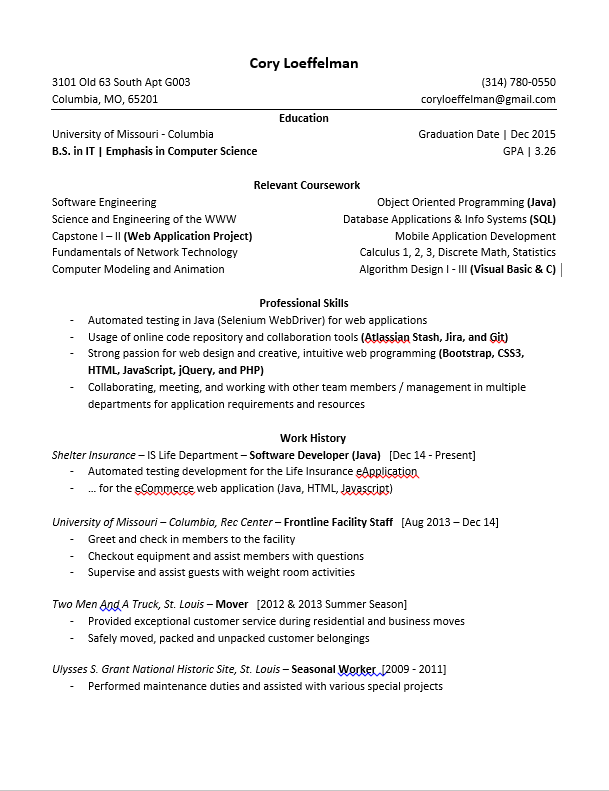 Cory Loeffelman
3101 Old 63 South Apt G003 (314) 780-0550
Columbia, MO, 65201 coryloeffelman@gmail.com
Education
University of Missouri - Columbia Graduation Date | Dec 2015
B.S. in IT | Emphasis in Computer Science GPA | 3.26
Relevant Coursework
Software Engineering Object Oriented Programming (Java)
Science and Engineering of the WWW Database Applications & Info Systems (SQL)
Capstone I – II (Web Application Project) Mobile Application Development
Fundamentals of Network Technology Calculus 1, 2, 3, Discrete Math, Statistics
Computer Modeling and Animation Algorithm Design I - III (Visual Basic & C)
Professional Skills
- Automated testing in Java (Selenium WebDriver) for web applications
- Usage of online code repository and collaboration tools (Atlassian Stash, Jira, and Git)
- Strong passion for web design and creative, intuitive web programming (Bootstrap, CSS3,
HTML, JavaScript, jQuery, and PHP)
- Collaborating, meeting, and working with other team members / management in multiple
departments for application requirements and resources
Work History
Shelter Insurance – IS Life Department – Software Developer (Java) [Dec 14 - Present]
- Automated testing development for the Life Insurance eApplication
- … for the eCommerce web application (Java, HTML, Javascript)
University of Missouri – Columbia, Rec Center – Frontline Facility Staff [Aug 2013 – Dec 14]
- Greet and check in members to the facility
- Checkout equipment and assist members with questions
- Supervise and assist guests with weight room activities
Two Men And A Truck, St. Louis – Mover [2012 & 2013 Summer Season]
- Provided exceptional customer service during residential and business moves
- Safely moved, packed and unpacked customer belongings
Ulysses S. Grant National Historic Site, St. Louis – Seasonal Worker [2009 - 2011]
- Performed maintenance duties and assisted with various special projects